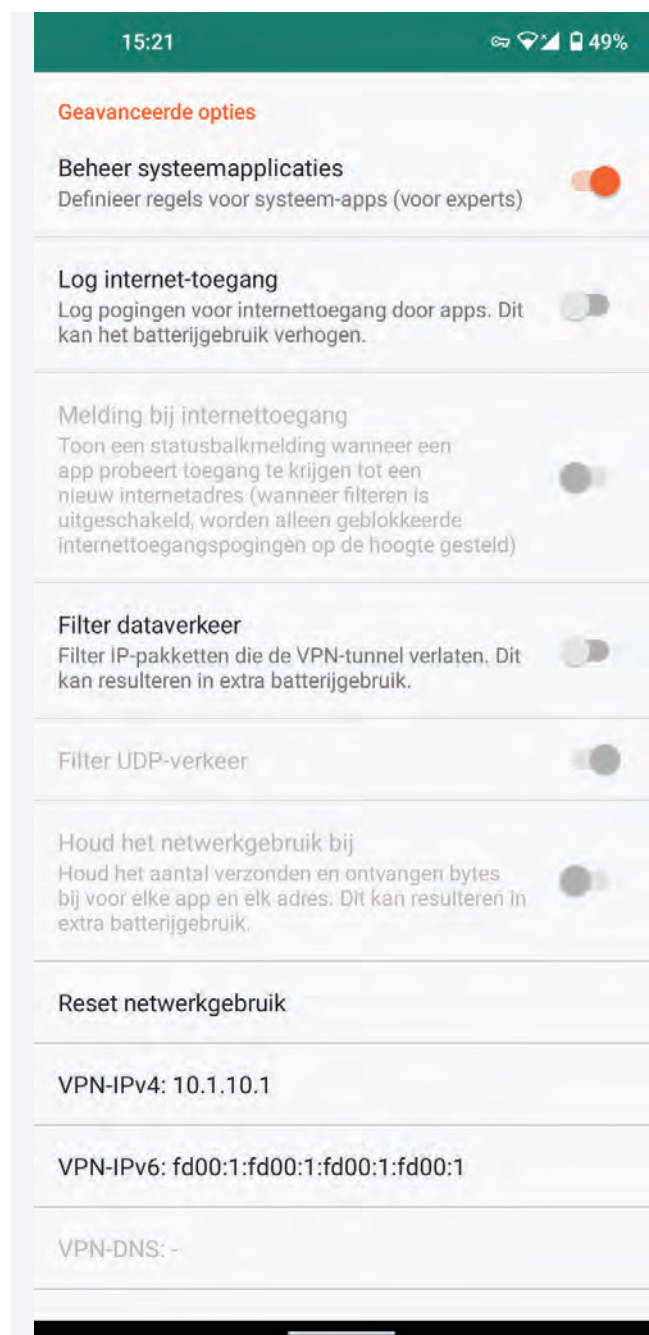 15:21
49%
Geavanceerde opties
Beheer systeemapplicaties
Definieer regels voor systeem-apps (voor experts)
Log internet-toegang
Log pogingen voor internettoegang door apps. Dit
kan het batterijgebruik verhogen.
Melding bij internettoegang
Toon een statusbalkmelding wanneer een
app probeert toegang te krijgen tot een
nieuw internetadres (wanneer filteren is
uitgeschakeld, worden alleen geblokkeerde
internettoegangspogingen op de hoogte gesteld)
Filter dataverkeer
Filter IP-pakketten die de VPN-tunnel verlaten. Dit
kan resulteren in extra batterijgebruik.
Filter UDP-verkeer
Houd het netwerkgebruik bij
Houd het aantal verzonden en ontvangen bytes
bij voor elke app en elk adres. Dit kan resulteren in
extra batterijgebruik.
Reset netwerkgebruik
VPN-IPv4: 10.1.10.1
VPN-IPv6: fd00:1:fd00:1:fd00:1:fd00:1
VPN-DNS: -